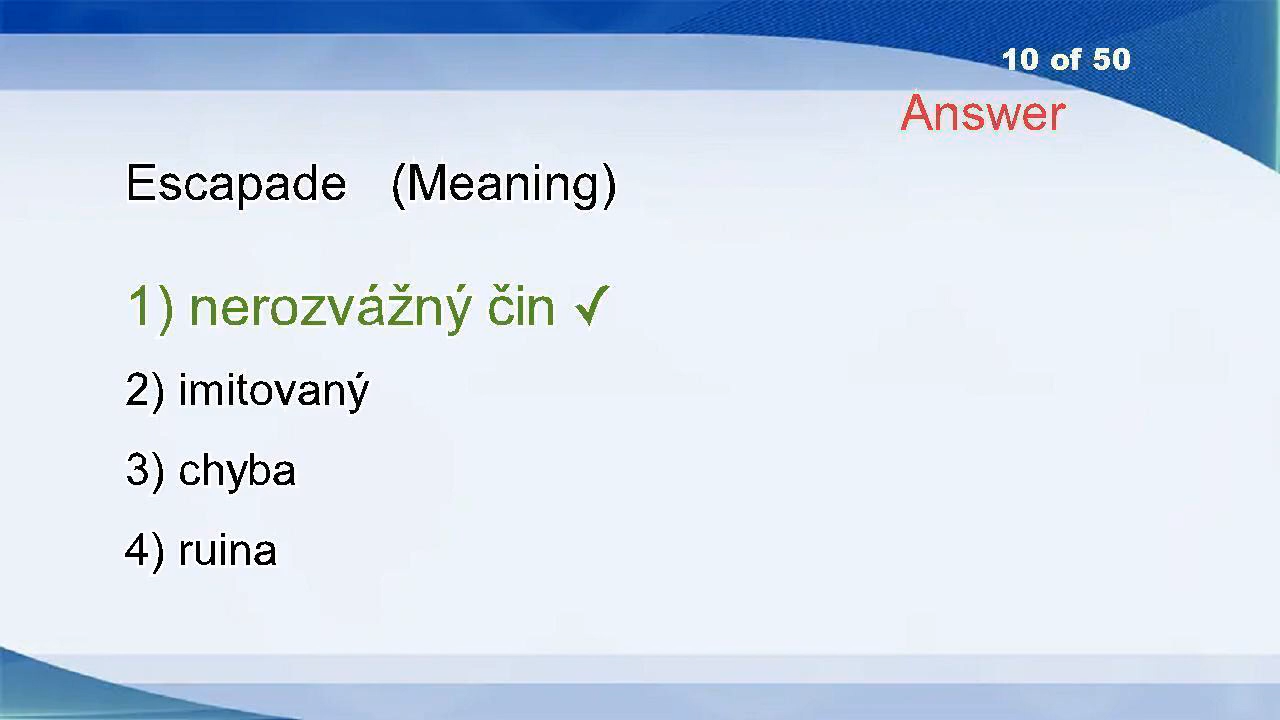 10 of 50
Answer
Escapade (Meaning)
1) nerozvážný čin ✓
2) imitovaný
3) chyba
4) ruina